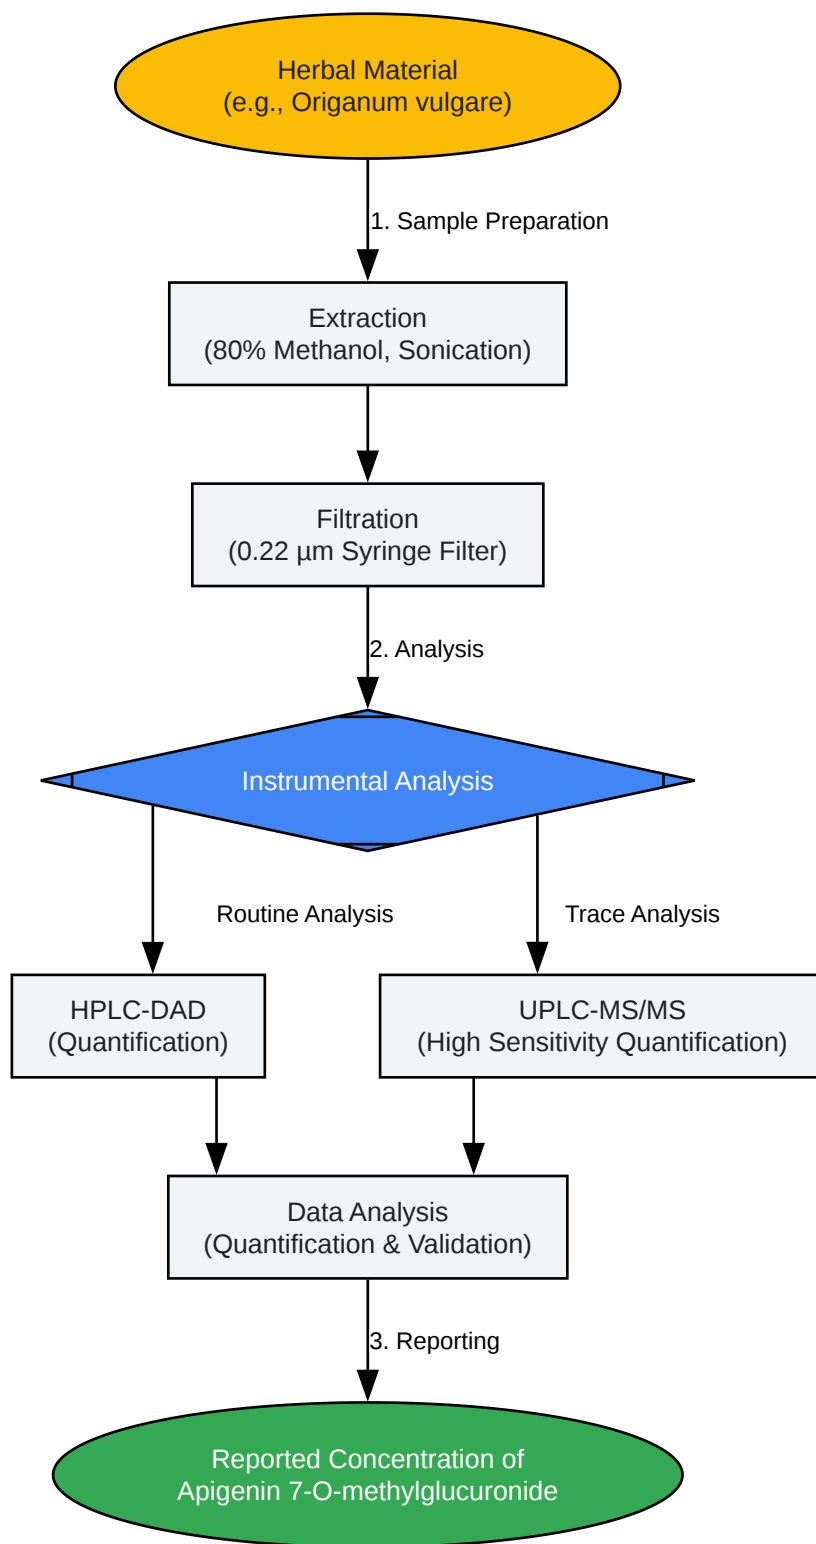 Herbal Material
(e.g., Origanum vulgare)
1. Sample Preparation
Extraction
(80% Methanol, Sonication)
Filtration
(0.22 µm Syringe Filter)
2. Analysis
Instrumental Analysis
Routine Analysis
Trace Analysis
HPLC-DAD
(Quantification)
UPLC-MS/MS
(High Sensitivity Quantification)
Data Analysis
(Quantification & Validation)
3. Reporting
Reported Concentration of
Apigenin 7-O-methylglucuronide